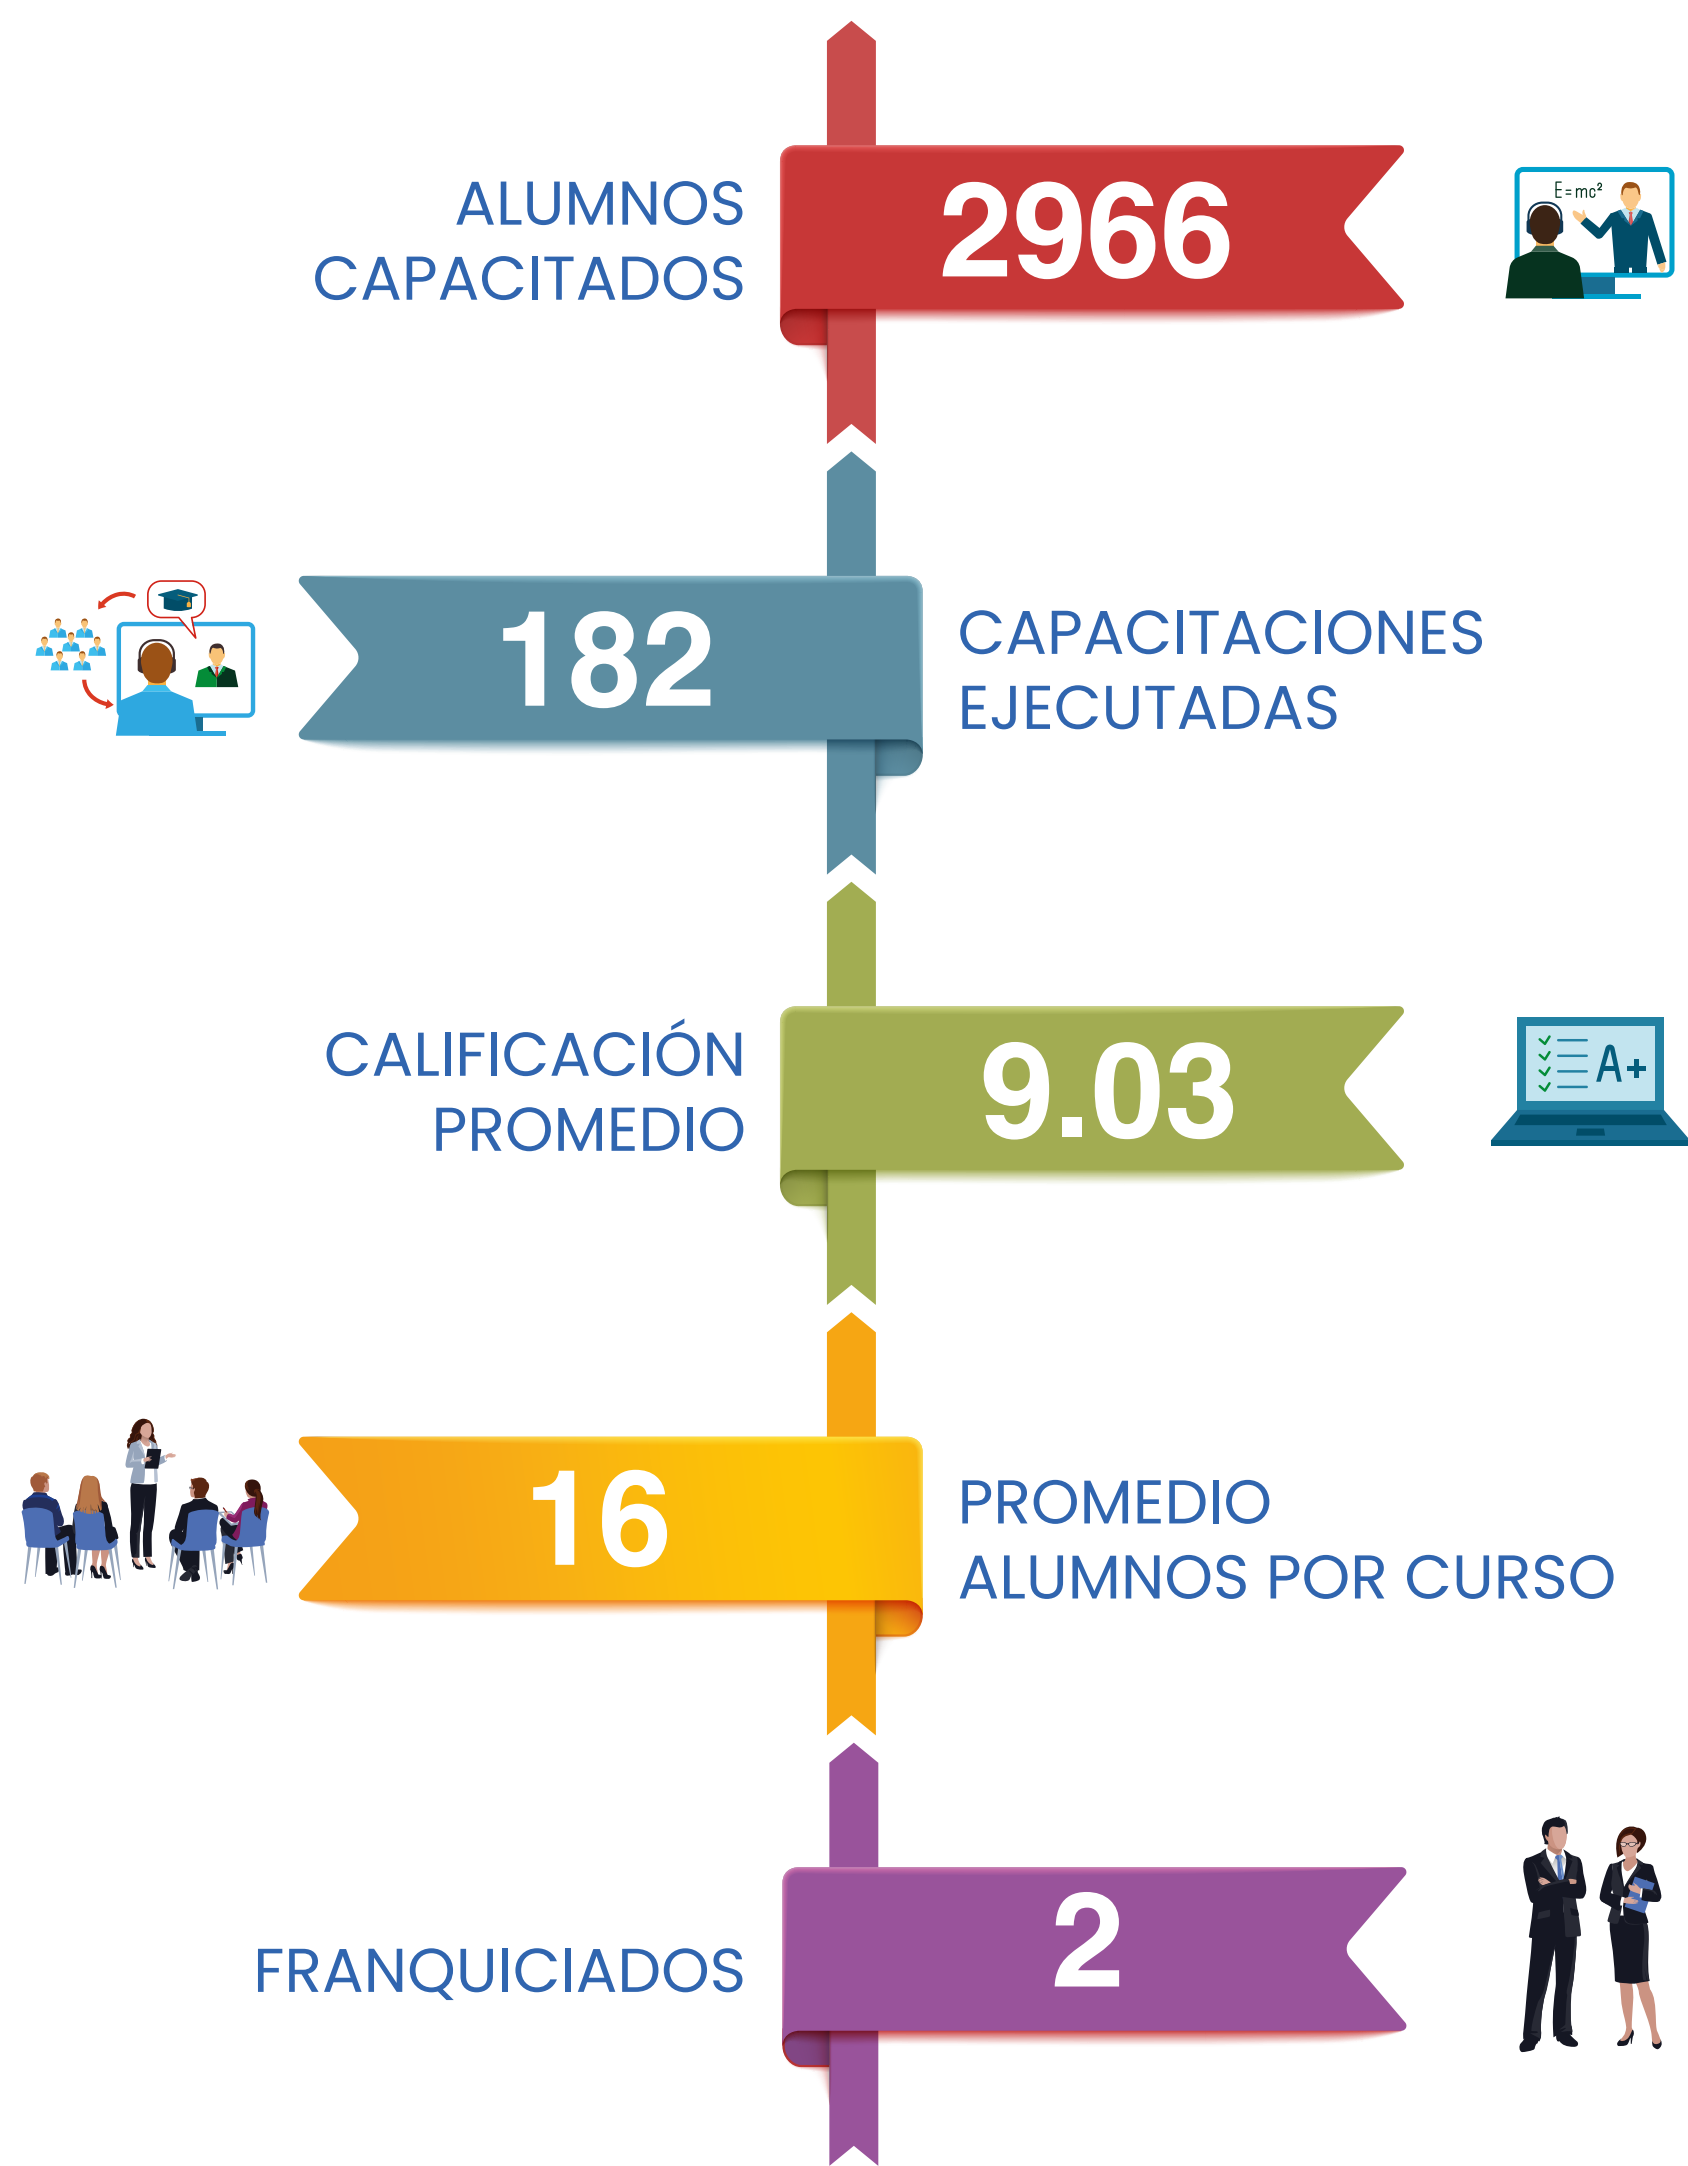 ALUMNOS
CAPACITADOS
2966
E=mc²
182
CAPACITACIONES
EJECUTADAS
CALIFICACIÓN
PROMEDIO
9.03
A+
16
PROMEDIO
ALUMNOS POR CURSO
FRANQUICIADOS
2